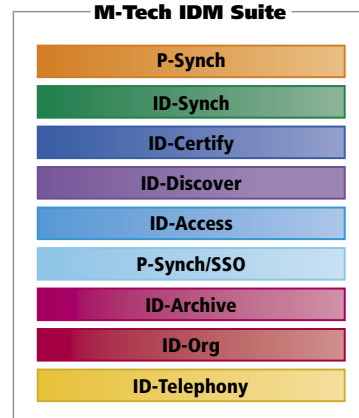 M-Tech IDM Suite
P-Synch
ID-Synch
ID-Certify
ID-Discover
ID-Access
P-Synch/SSO
ID-Archive
ID-Org
ID-Telephony